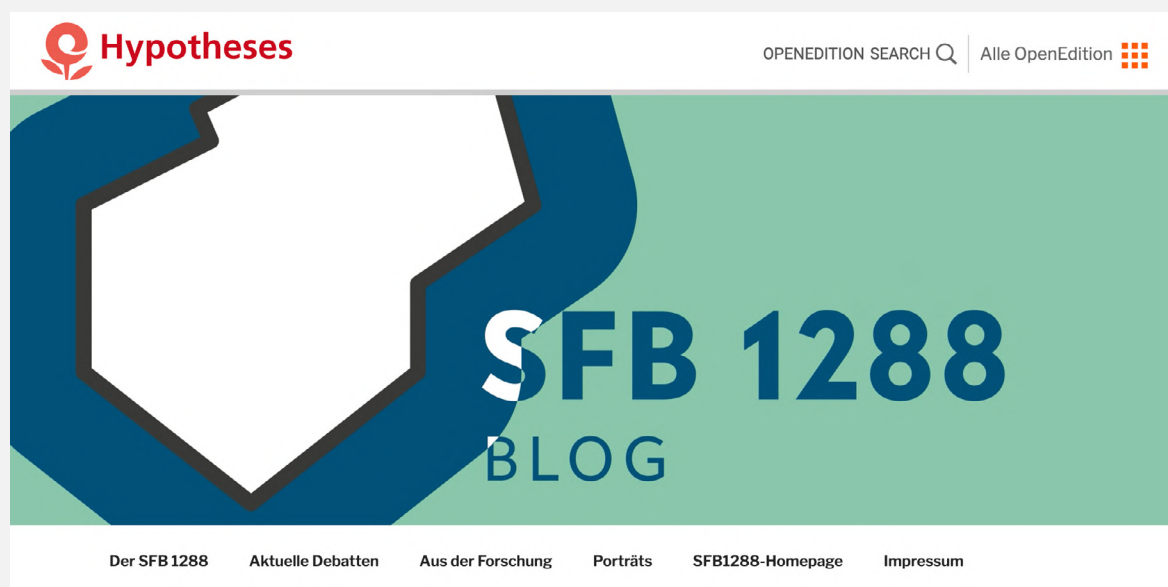 Hypotheses
OPENEDITION SEARCH
Alle OpenEdition
SFB 1288
BLOG
Der SFB 1288
Aktuelle Debatten
Aus der Forschung
Porträts
SFB1288-Homepage
Impressum